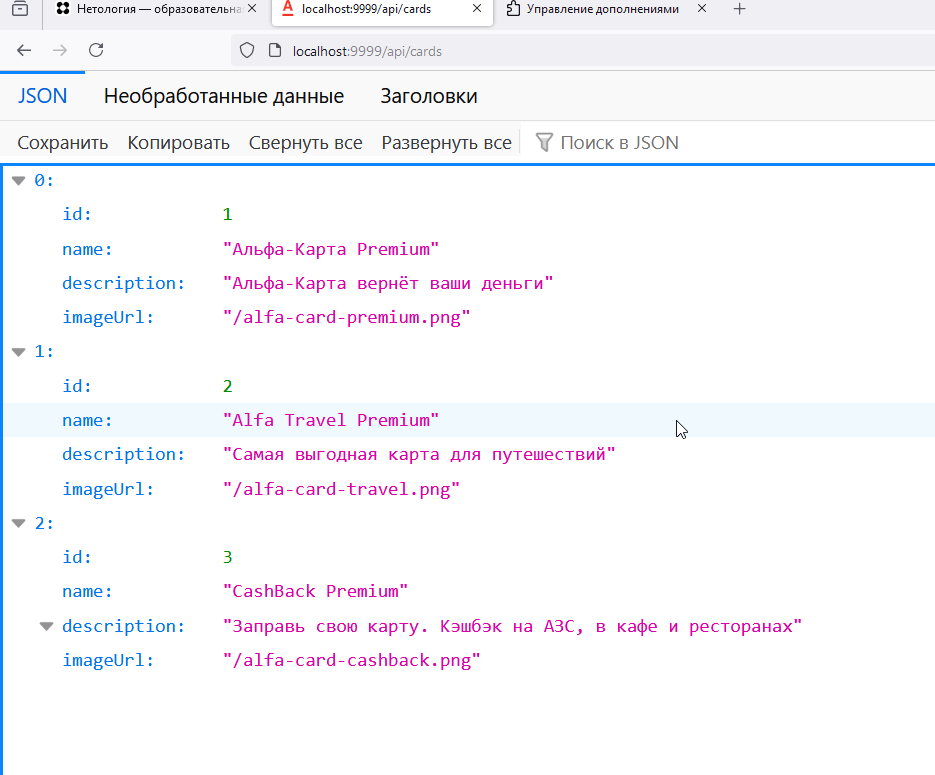 Нетология — образовательна
localhost:9999/api/cards
Управление дополнениями
localhost:9999/api/cards
JSON Необработанные данные Заголовки
Сохранить Копировать Свернуть все Развернуть все Поиск в JSON
0:
id: 1
name: "Альфа-Карта Premium"
description: "Альфа-Карта вернёт ваши деньги"
imageUrl: "/alfa-card-premium.png"
1:
id: 2
name: "Alfa Travel Premium"
description: "Самая выгодная карта для путешествий"
imageUrl: "/alfa-card-travel.png"
2:
id: 3
name: "CashBack Premium"
description: "Заправь свою карту. Кэшбэк на АЗС, в кафе и ресторанах"
imageUrl: "/alfa-card-cashback.png"